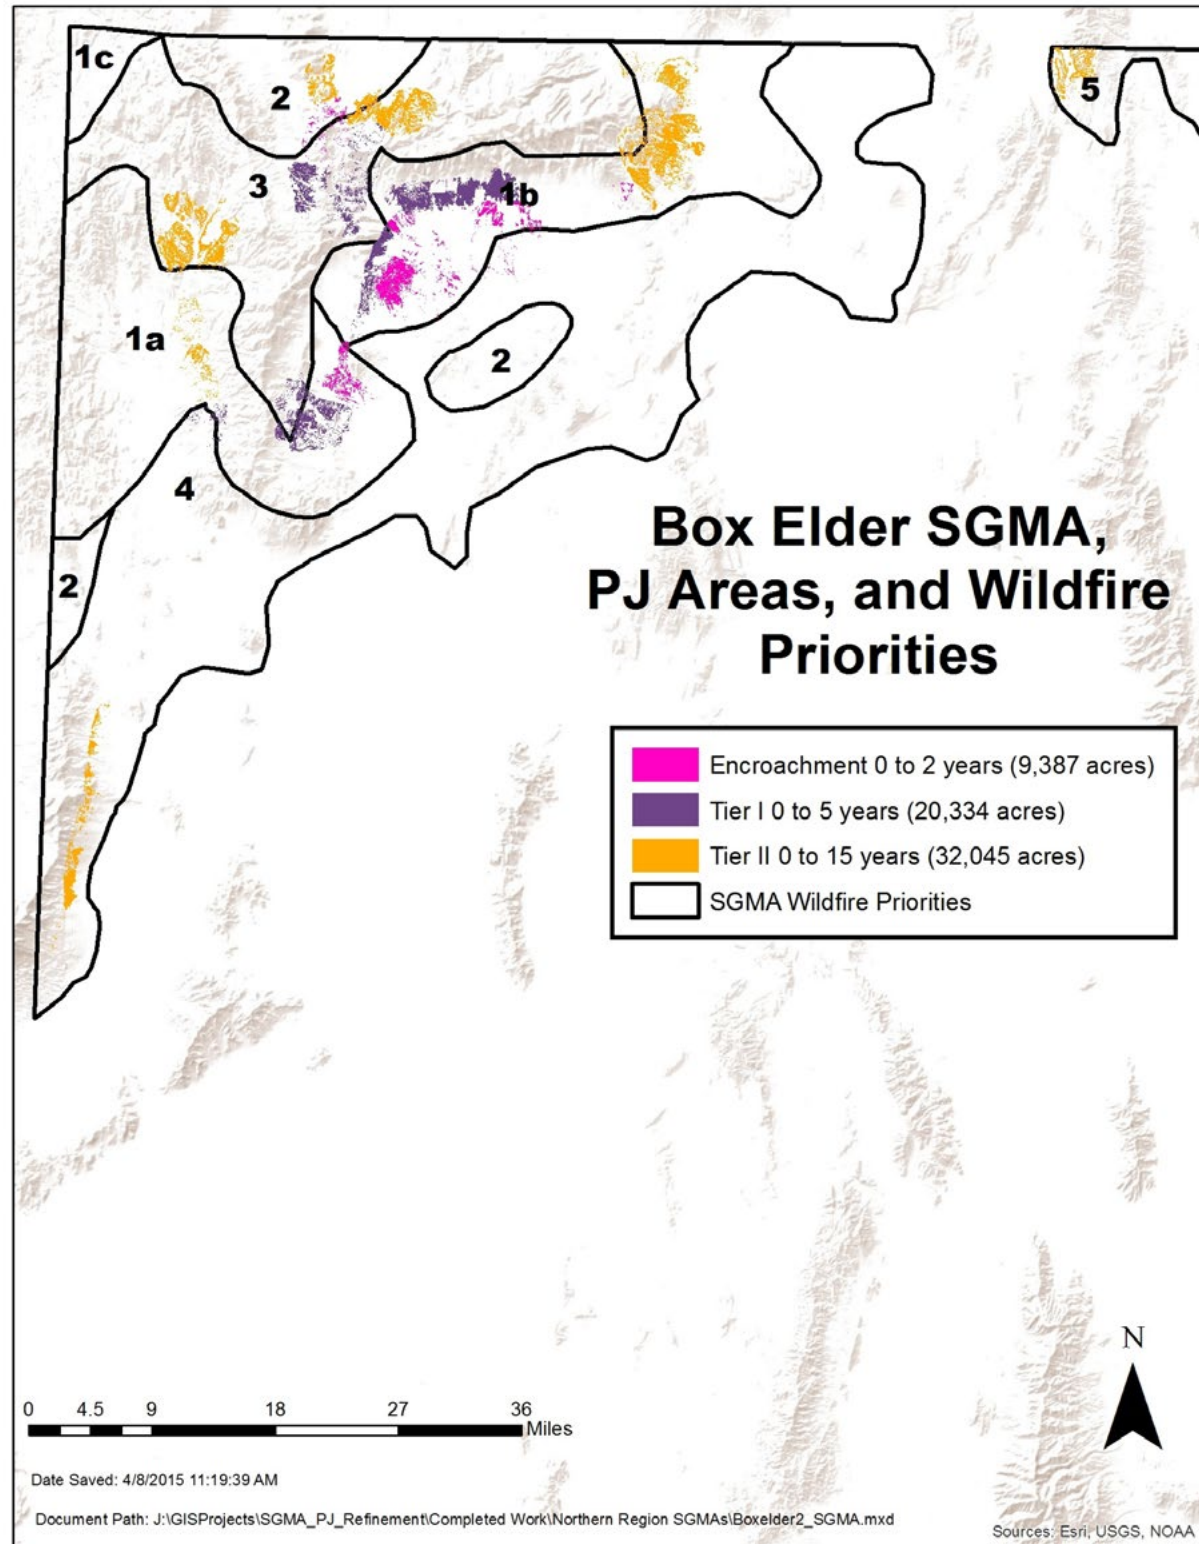 1c
2
5
3
1b
1a
2
4
2
Box Elder SGMA,
PJ Areas, and Wildfire
Priorities
Encroachment 0 to 2 years (9,387 acres)
Tier I 0 to 5 years (20,334 acres)
Tier II 0 to 15 years (32,045 acres)
SGMA Wildfire Priorities
N
0 4.5 9 18 27 36
Miles
Date Saved: 4/8/2015 11:19:39 AM
Document Path: J:\GISProjects\SGMA_PJ_Refinement\Completed Work\Northern Region SGMAs\Boxelder2_SGMA.mxd
Sources: Esri, USGS, NOAA